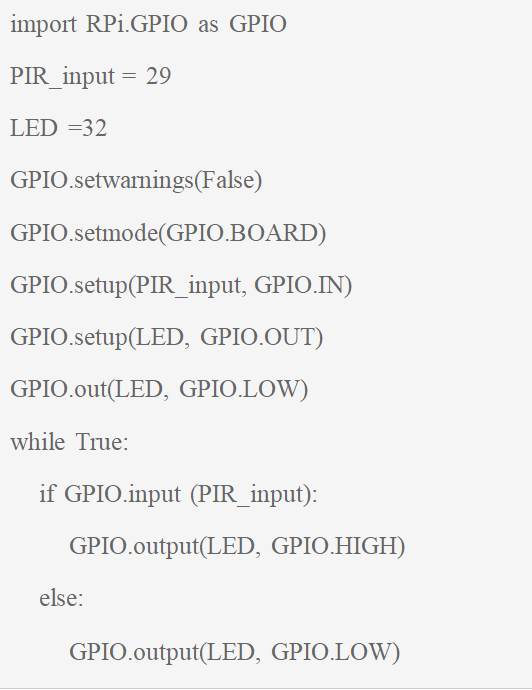 import RPi.GPIO as GPIO
PIR_input = 29
LED =32
GPIO.setwarnings(False)
GPIO.setmode(GPIO.BOARD)
GPIO.setup(PIR_input, GPIO.IN)
GPIO.setup(LED, GPIO.OUT)
GPIO.out(LED, GPIO.LOW)
while True:
if GPIO.input (PIR_input):
GPIO.output(LED, GPIO.HIGH)
else:
GPIO.output(LED, GPIO.LOW)